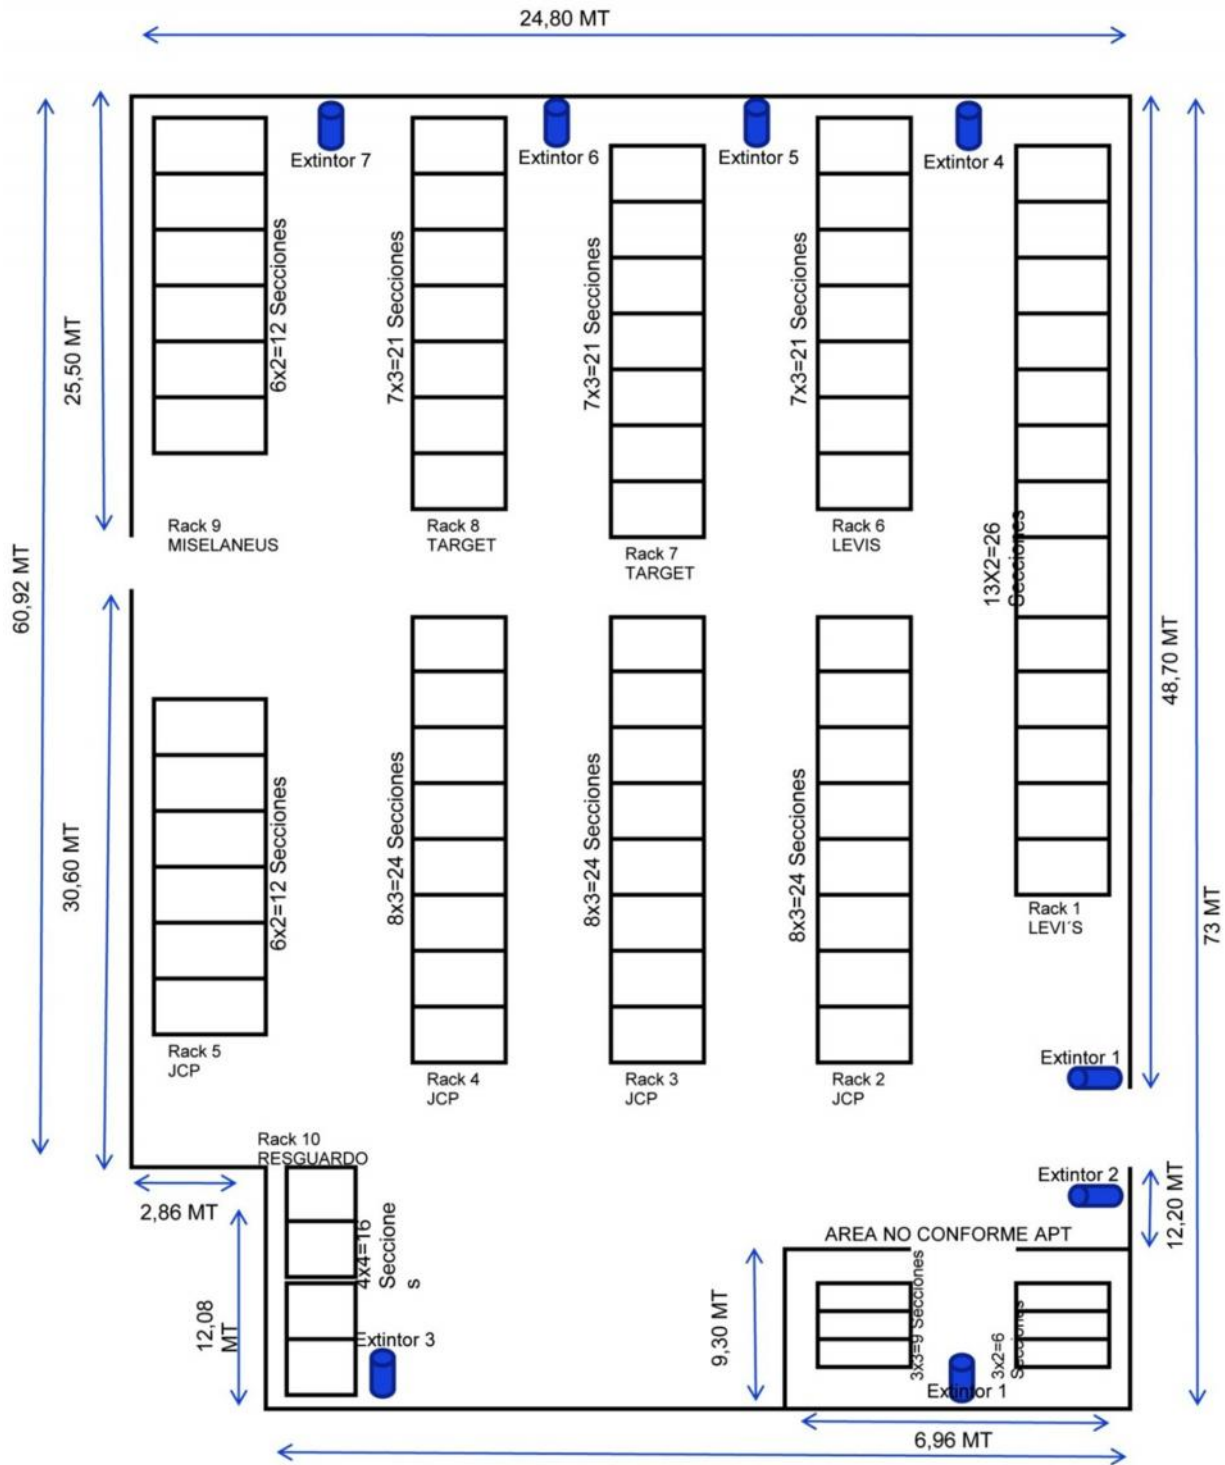 24,80 MT
Extintor 7
Extintor 6
Extintor 5
Extintor 4
25,50 MT
6x2=12 Secciones
7x3=21 Secciones
7x3=21 Secciones
7x3=21 Secciones
Rack 9
MISELANEUS
Rack 8
TARGET
Rack 7
TARGET
Rack 6
LEVIS
13X2=26
Secciones
60,92 MT
48,70 MT
73 MT
30,60 MT
6x2=12 Secciones
8x3=24 Secciones
8x3=24 Secciones
8x3=24 Secciones
Rack 1
LEVI´S
Rack 5
JCP
Rack 4
JCP
Rack 3
JCP
Rack 2
JCP
Extintor 1
Rack 10
RESGUARDO
Extintor 2
2,86 MT
12,20 MT
4x4=16
Seccione
s
AREA NO CONFORME APT
12,08
MT
Extintor 3
9,30 MT
3x3=9 Secciones
3x2=6
Secciones
Extintor 1
6,96 MT